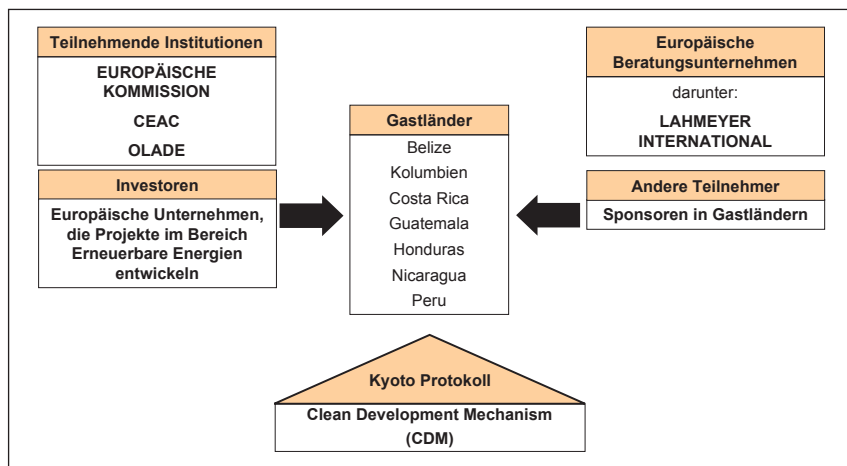 Teilnehmende Institutionen
EUROPÄISCHE
KOMMISSION
CEAC
OLADE
Investoren
Europäische Unternehmen,
die Projekte im Bereich
Erneuerbare Energien
entwickeln
Gastländer
Belize
Kolumbien
Costa Rica
Guatemala
Honduras
Nicaragua
Peru
Europäische
Beratungsunternehmen
darunter:
LAHMEYER
INTERNATIONAL
Andere Teilnehmer
Sponsoren in Gastländern
Kyoto Protokoll
Clean Development Mechanism
(CDM)